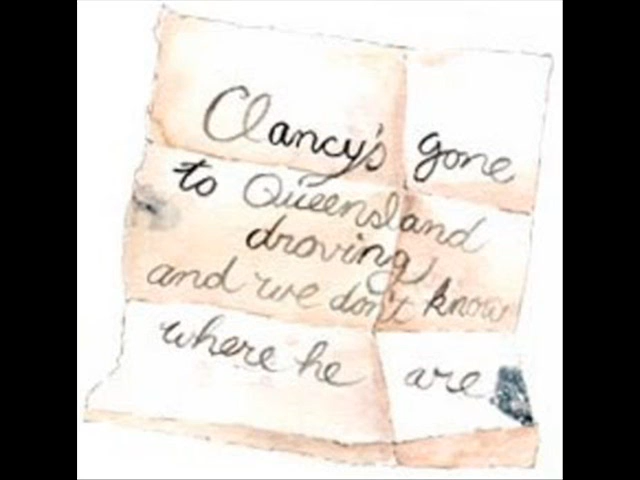 Clancy's gone
to Queensland
droving
and we don't know
where he are